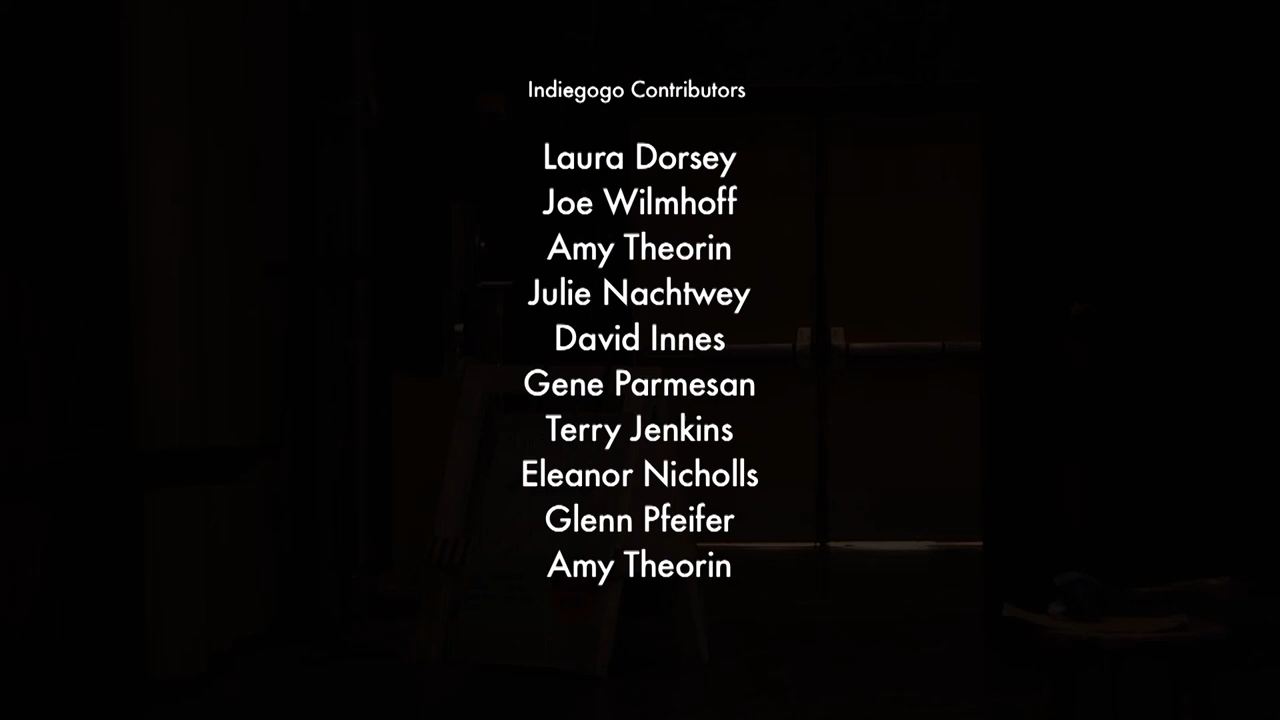 Indiegogo Contributors
Laura Dorsey
Joe Wilmhoff
Amy Theorin
Julie Nachtwey
David Innes
Gene Parmesan
Terry Jenkins
Eleanor Nicholls
Glenn Pfeifer
Amy Theorin